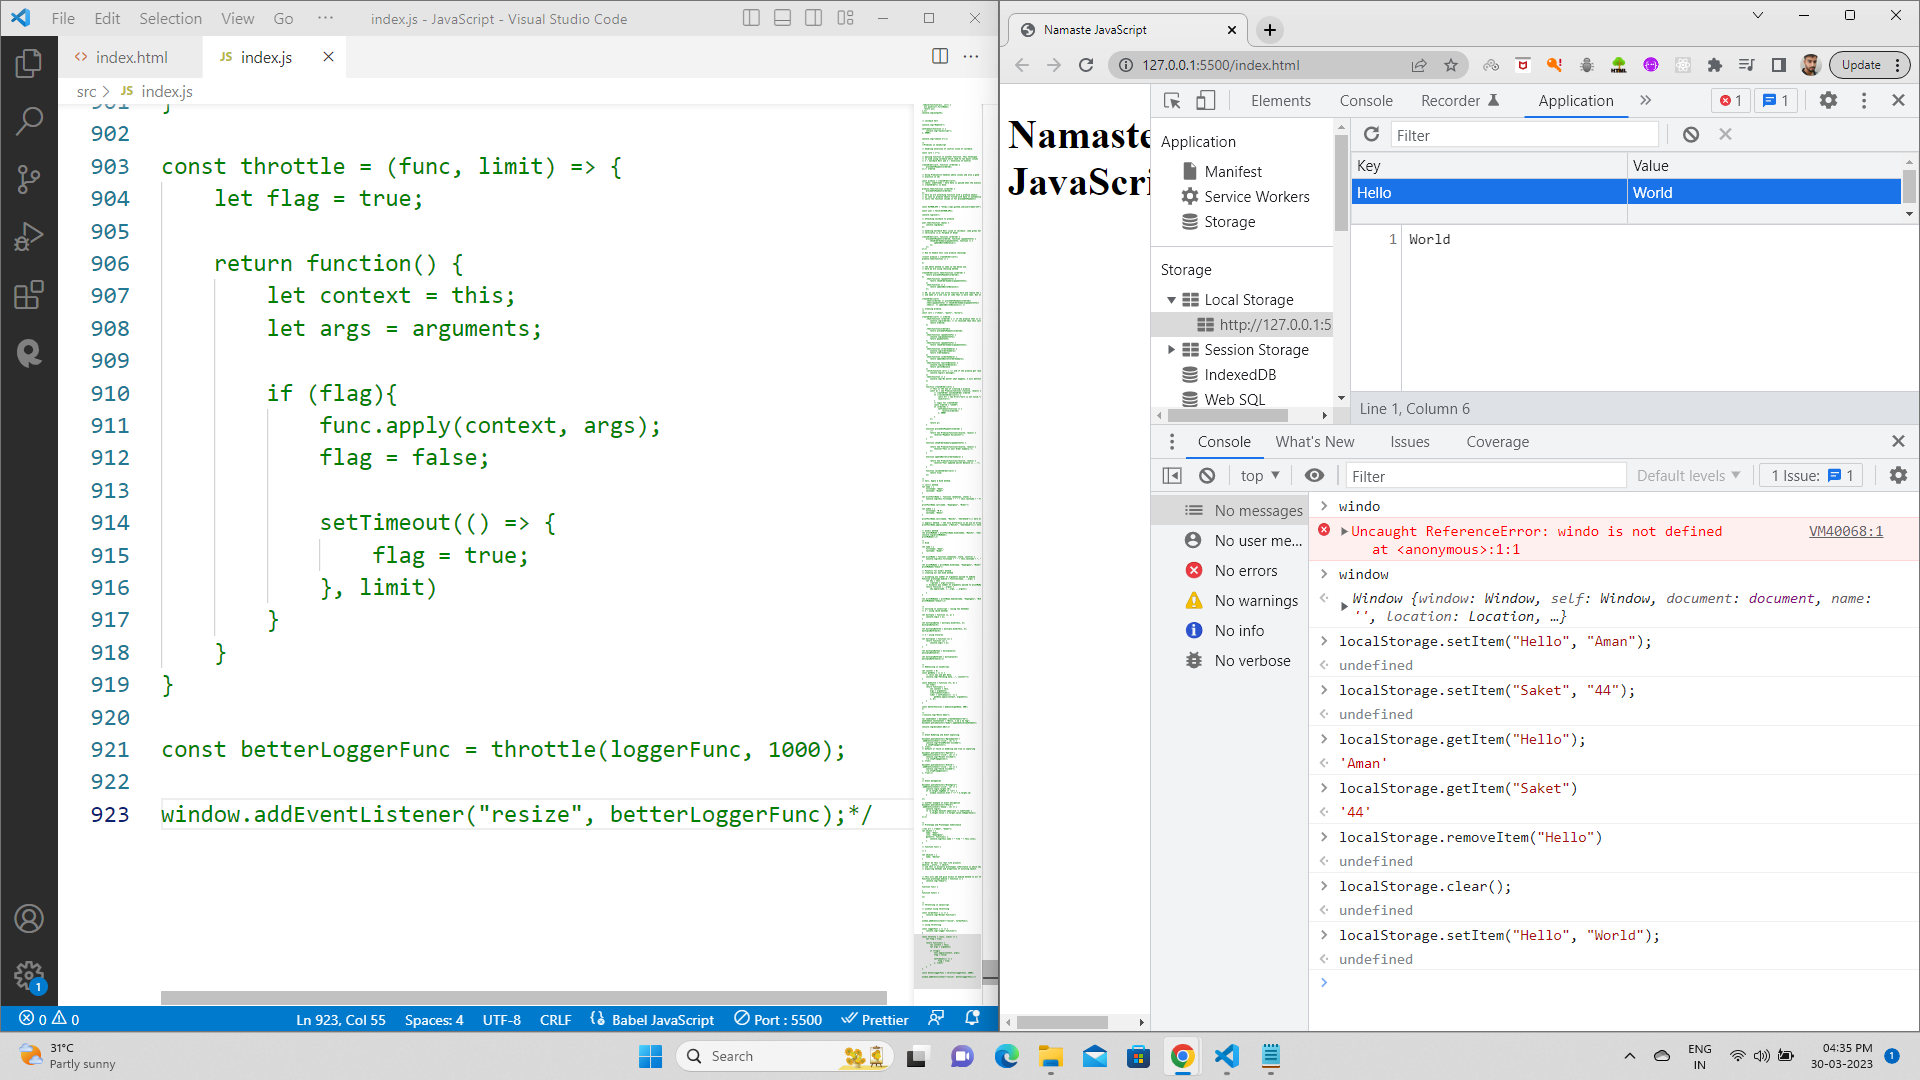 File Edit Selection View Go ··· index.js - JavaScript - Visual Studio Code
index.html
JS index.js
src > JS index.js
901 }
902
903 const throttle = (func, limit) => {
904 let flag = true;
905
906 return function() {
907 let context = this;
908 let args = arguments;
909
910 if (flag){
911 func.apply(context, args);
912 flag = false;
913
914 setTimeout(() => {
915 flag = true;
916 }, limit)
917 }
918 }
919 }
920
921 const betterLoggerFunc = throttle(loggerFunc, 1000);
922
923 window.addEventListener("resize", betterLoggerFunc);*/
1
0 0 Ln 923, Col 55 Spaces: 4 UTF-8 CRLF Babel JavaScript Port : 5500 Prettier
Namaste JavaScript
127.0.0.1:5500/index.html
Update
Namaste
JavaScri
Elements Console Recorder Application 1 1
Application
Manifest
Service Workers
Storage
Storage
Local Storage
http://127.0.0.1:5
Session Storage
IndexedDB
Web SQL
Filter
Key Value
Hello World
1 World
Line 1, Column 6
Console What's New Issues Coverage
top Filter Default levels 1 Issue: 1
No messages
No user me...
No errors
No warnings
No info
No verbose
windo
Uncaught ReferenceError: windo is not defined VM40068:1
at <anonymous>:1:1
window
Window {window: Window, self: Window, document: document, name:
'', location: Location, …}
localStorage.setItem("Hello", "Aman");
undefined
localStorage.setItem("Saket", "44");
undefined
localStorage.getItem("Hello");
'Aman'
localStorage.getItem("Saket")
'44'
localStorage.removeItem("Hello")
undefined
localStorage.clear();
undefined
localStorage.setItem("Hello", "World");
undefined
31°C
Partly sunny
Search
ENG
IN
04:35 PM
30-03-2023
1